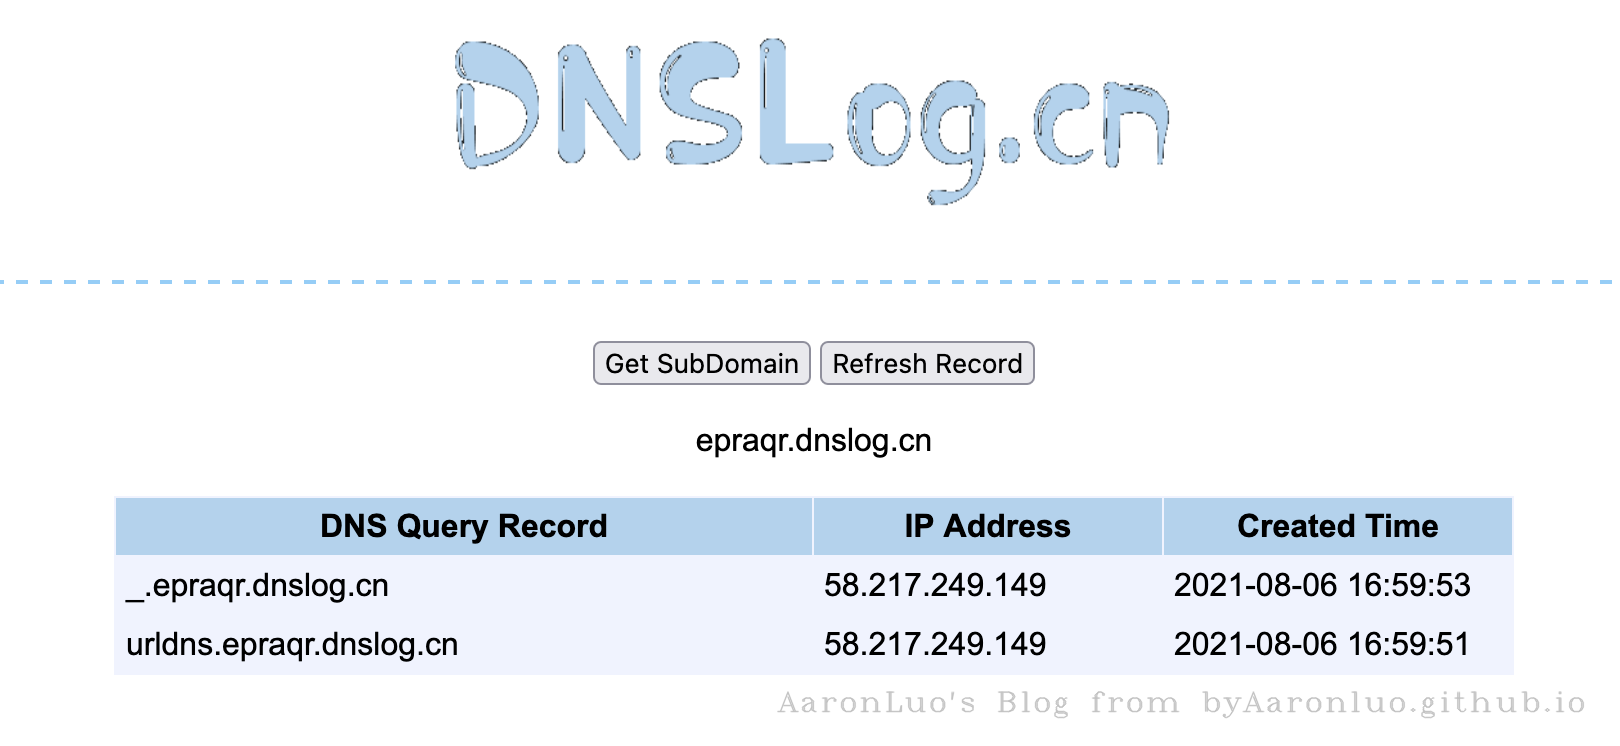 DNSLog.cn
Get SubDomain Refresh Record
epraqr.dnslog.cn
DNS Query Record IP Address Created Time
_.epraqr.dnslog.cn 58.217.249.149 2021-08-06 16:59:53
urldns.epraqr.dnslog.cn 58.217.249.149 2021-08-06 16:59:51
AaronLuo's Blog from byAaronluo.github.io